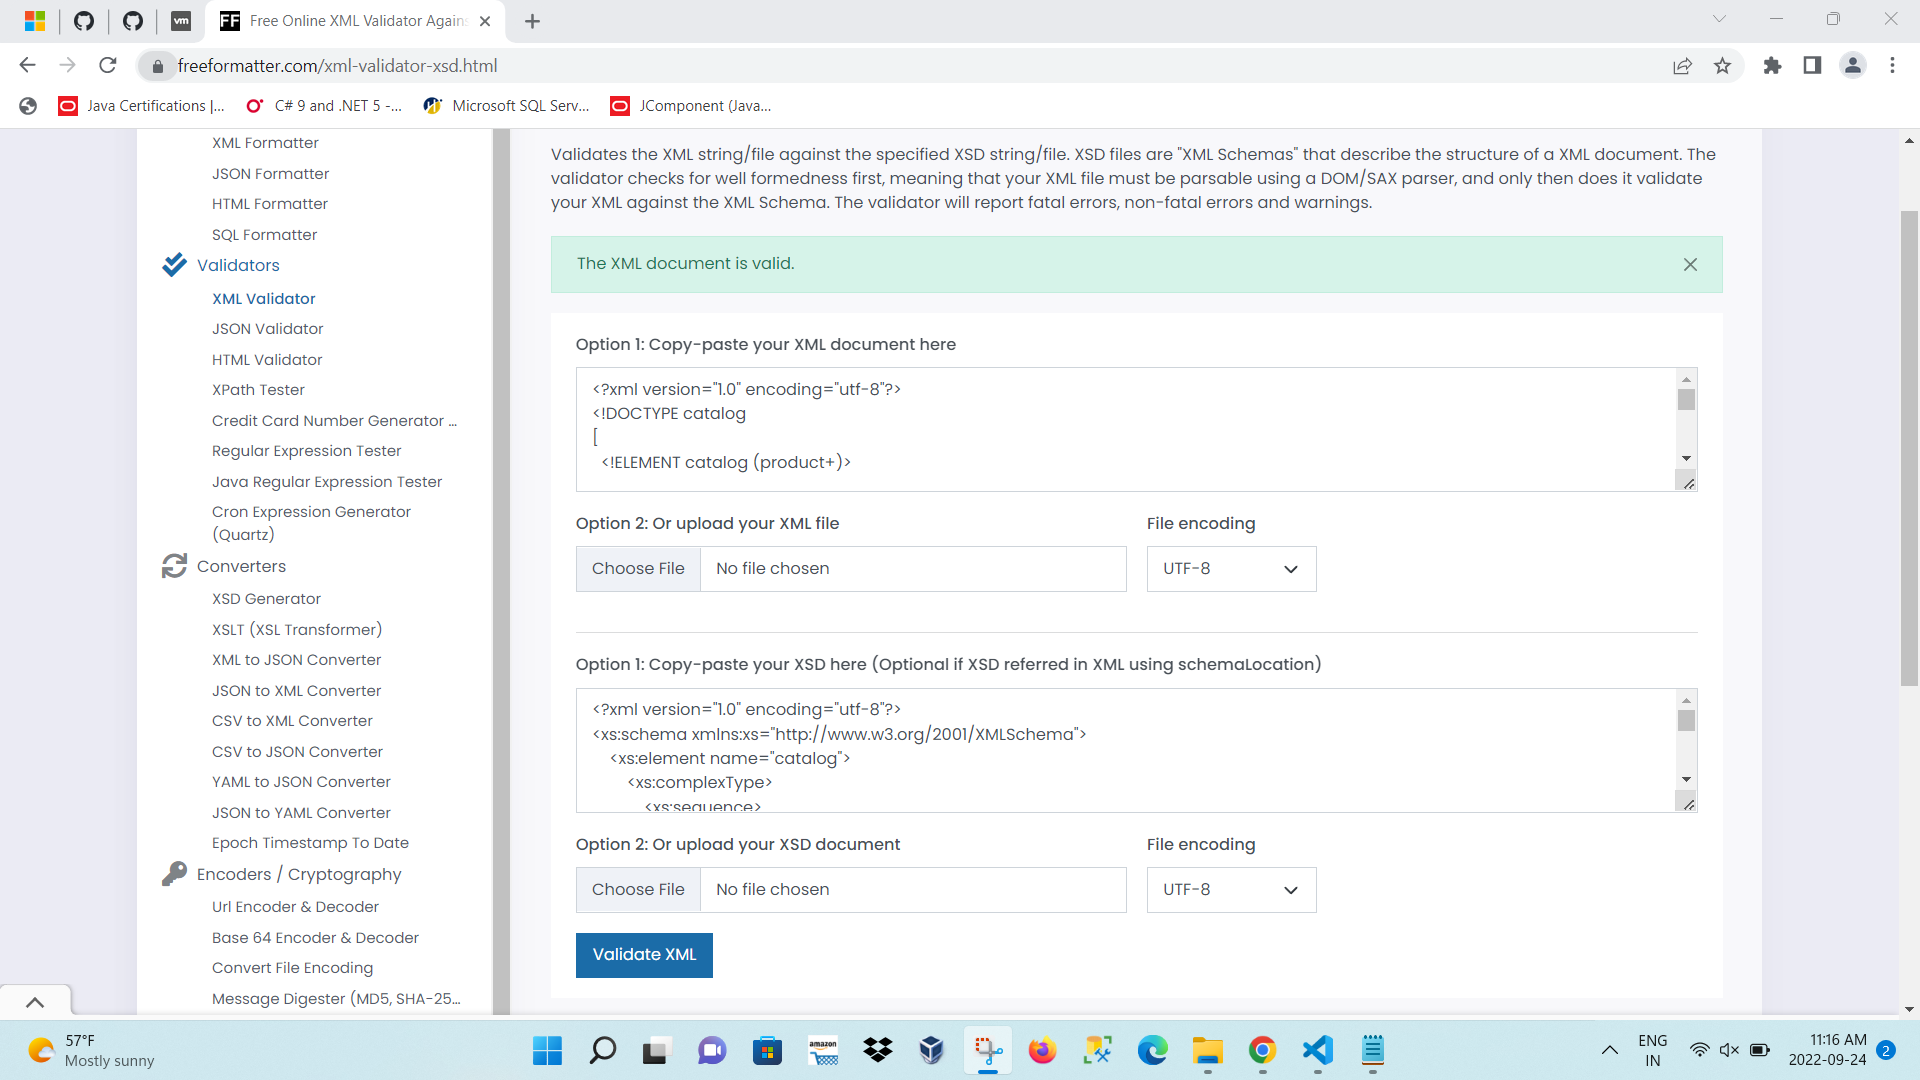 vm
FF
Free Online XML Validator Again
freeformatter.com/xml-validator-xsd.html
Java Certifications |...
C# 9 and .NET 5 -...
Microsoft SQL Serv...
JComponent (Java...
XML Formatter
JSON Formatter
HTML Formatter
SQL Formatter
Validators
XML Validator
JSON Validator
HTML Validator
XPath Tester
Credit Card Number Generator ...
Regular Expression Tester
Java Regular Expression Tester
Cron Expression Generator
(Quartz)
Converters
XSD Generator
XSLT (XSL Transformer)
XML to JSON Converter
JSON to XML Converter
CSV to XML Converter
CSV to JSON Converter
YAML to JSON Converter
JSON to YAML Converter
Epoch Timestamp To Date
Encoders / Cryptography
Url Encoder & Decoder
Base 64 Encoder & Decoder
Convert File Encoding
Message Digester (MD5, SHA-25...
Validates the XML string/file against the specified XSD string/file. XSD files are "XML Schemas" that describe the structure of a XML document. The
validator checks for well formedness first, meaning that your XML file must be parsable using a DOM/SAX parser, and only then does it validate
your XML against the XML Schema. The validator will report fatal errors, non-fatal errors and warnings.
The XML document is valid.
Option 1: Copy-paste your XML document here
<?xml version="1.0" encoding="utf-8"?>
<!DOCTYPE catalog
[
<!ELEMENT catalog (product+)>
Option 2: Or upload your XML file
File encoding
Choose File
No file chosen
UTF-8
Option 1: Copy-paste your XSD here (Optional if XSD referred in XML using schemaLocation)
<?xml version="1.0" encoding="utf-8"?>
<xs:schema xmlns:xs="http://www.w3.org/2001/XMLSchema">
<xs:element name="catalog">
<xs:complexType>
<xs:sequence>
Option 2: Or upload your XSD document
File encoding
Choose File
No file chosen
UTF-8
Validate XML
57°F
Mostly sunny
amazon
ENG
IN
11:16 AM
2022-09-24
2